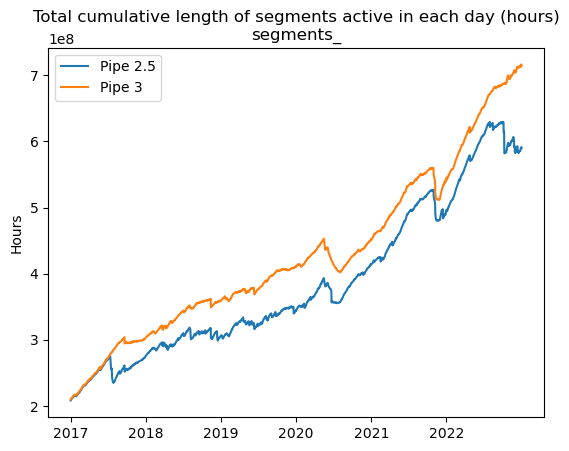 Total cumulative length of segments active in each day (hours)
segments_
1e8
Pipe 2.5
Pipe 3
7
6
5
4
3
2
Hours
2017
2018
2019
2020
2021
2022